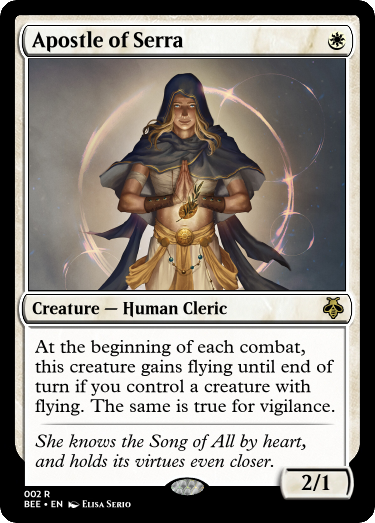 Apostle of Serra
Creature — Human Cleric
At the beginning of each combat,
this creature gains flying until end of
turn if you control a creature with
flying. The same is true for vigilance.
She knows the Song of All by heart,
and holds its virtues even closer.
002 R
BEE • EN Elisa Serio
2/1